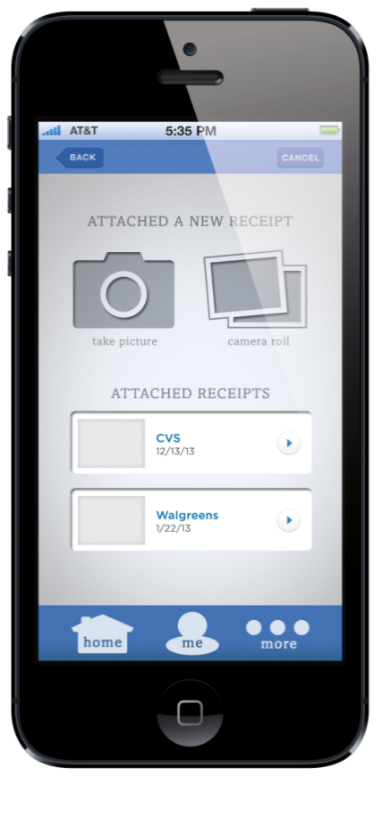 AT&T 5:35 PM
BACK CANCEL
ATTACHED A NEW RECEIPT
take picture camera roll
ATTACHED RECEIPTS
CVS
12/13/13
Walgreens
1/22/13
home me more